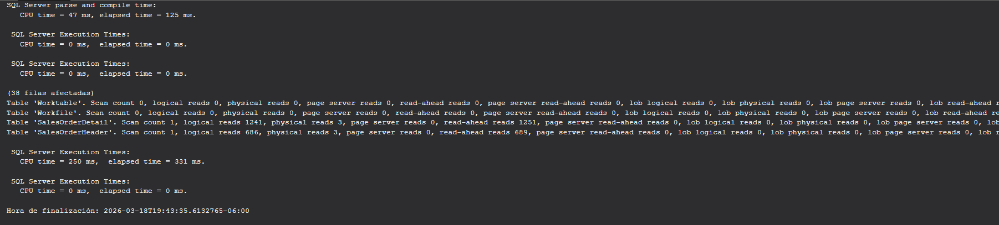 SQL Server parse and compile time:
CPU time = 47 ms, elapsed time = 125 ms.
SQL Server Execution Times:
CPU time = 0 ms,  elapsed time = 0 ms.
SQL Server Execution Times:
CPU time = 0 ms,  elapsed time = 0 ms.
(38 filas afectadas)
Table 'Worktable'. Scan count 0, logical reads 0, physical reads 0, page server reads 0, read-ahead reads 0, page server read-ahead reads 0, lob logical reads 0, lob physical reads 0, lob page server reads 0, lob read-ahead r
Table 'Workfile'. Scan count 0, logical reads 0, physical reads 0, page server reads 0, read-ahead reads 0, page server read-ahead reads 0, lob logical reads 0, lob physical reads 0, lob page server reads 0, lob read-ahead re
Table 'SalesOrderDetail'. Scan count 1, logical reads 1241, physical reads 3, page server reads 0, read-ahead reads 1251, page server read-ahead reads 0, lob logical reads 0, lob physical reads 0, lob page server reads 0, lob
Table 'SalesOrderHeader'. Scan count 1, logical reads 686, physical reads 3, page server reads 0, read-ahead reads 689, page server read-ahead reads 0, lob logical reads 0, lob physical reads 0, lob page server reads 0, lob r
SQL Server Execution Times:
CPU time = 250 ms,  elapsed time = 331 ms.
SQL Server Execution Times:
CPU time = 0 ms,  elapsed time = 0 ms.
Hora de finalización: 2026-03-18T19:43:35.6132765-06:00